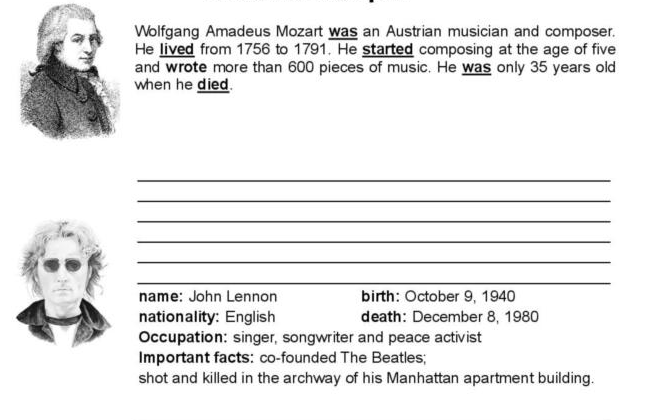 Wolfgang Amadeus Mozart was an Austrian musician and composer.
He lived from 1756 to 1791. He started composing at the age of five
and wrote more than 600 pieces of music. He was only 35 years old
when he died.
name: John Lennon birth: October 9, 1940
nationality: English death: December 8, 1980
Occupation: singer, songwriter and peace activist
Important facts: co-founded The Beatles;
shot and killed in the archway of his Manhattan apartment building.